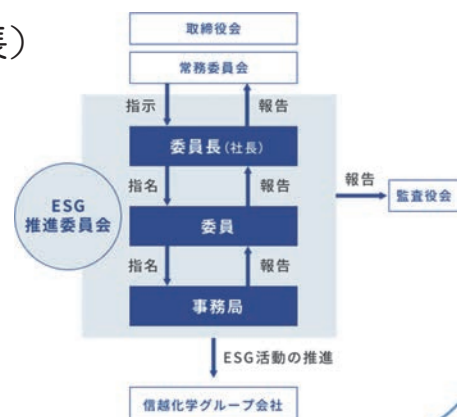 長）
取締役会
常務委員会
指示
報告
委員長（社長）
指名
報告
ESG
推進委員会
委員
報告
監査役会
指名
報告
事務局
ESG活動の推進
信越化学グループ会社